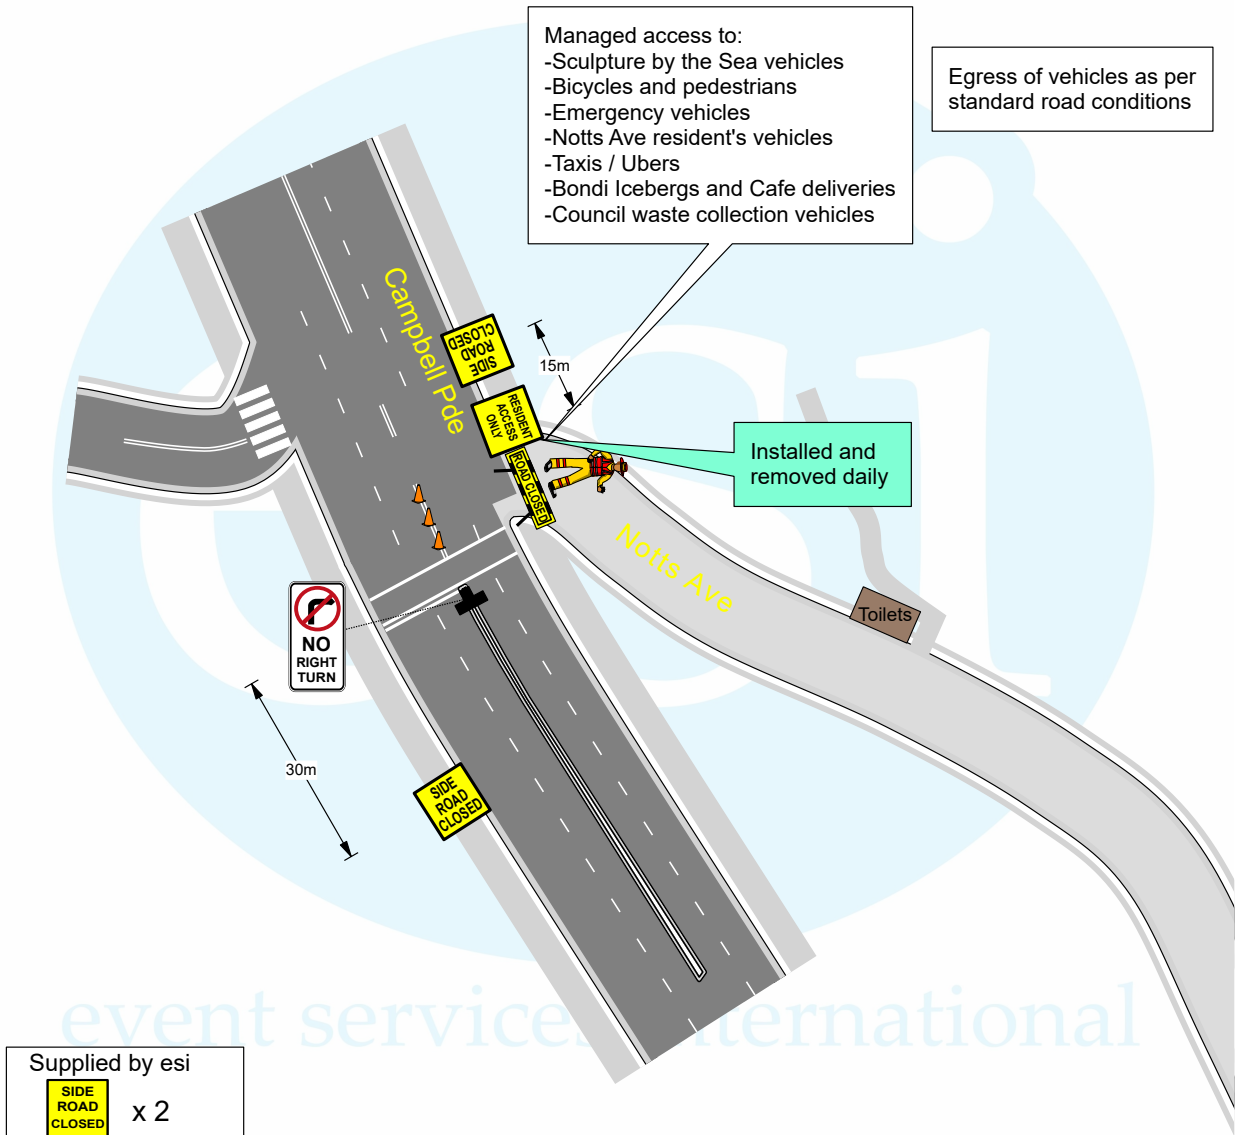 Managed access to:
-Sculpture by the Sea vehicles
-Bicycles and pedestrians
-Emergency vehicles
-Notts Ave resident's vehicles
-Taxis / Ubers
-Bondi Icebergs and Cafe deliveries
-Council waste collection vehicles
Egress of vehicles as per
standard road conditions
Campbell Pde
SIDE
ROAD
CLOSED
15m
RESIDENT
ACCESS
ONLY
ROAD CLOSED
Installed and
removed daily
Notts Ave
Toilets
NO
RIGHT
TURN
30m
SIDE
ROAD
CLOSED
esi
event services international
Supplied by esi
SIDE
ROAD
CLOSED
x 2